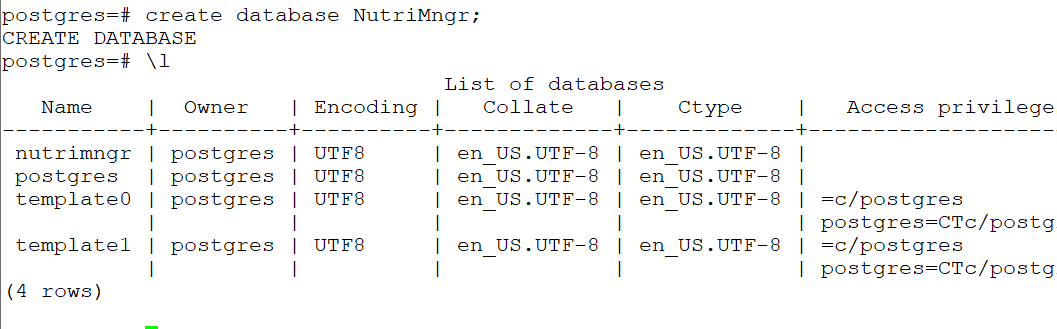 postgres=# create database NutriMngr;
CREATE DATABASE
postgres=# \l
                                      List of databases
   Name    |  Owner   | Encoding |   Collate   |    Ctype    |   Access privilege
-----------+----------+----------+-------------+-------------+-------------------
 nutrimngr | postgres | UTF8     | en_US.UTF-8 | en_US.UTF-8 |
 postgres  | postgres | UTF8     | en_US.UTF-8 | en_US.UTF-8 |
 template0 | postgres | UTF8     | en_US.UTF-8 | en_US.UTF-8 | =c/postgres
           |          |          |             |             | postgres=CTc/postg
 template1 | postgres | UTF8     | en_US.UTF-8 | en_US.UTF-8 | =c/postgres
           |          |          |             |             | postgres=CTc/postg
(4 rows)